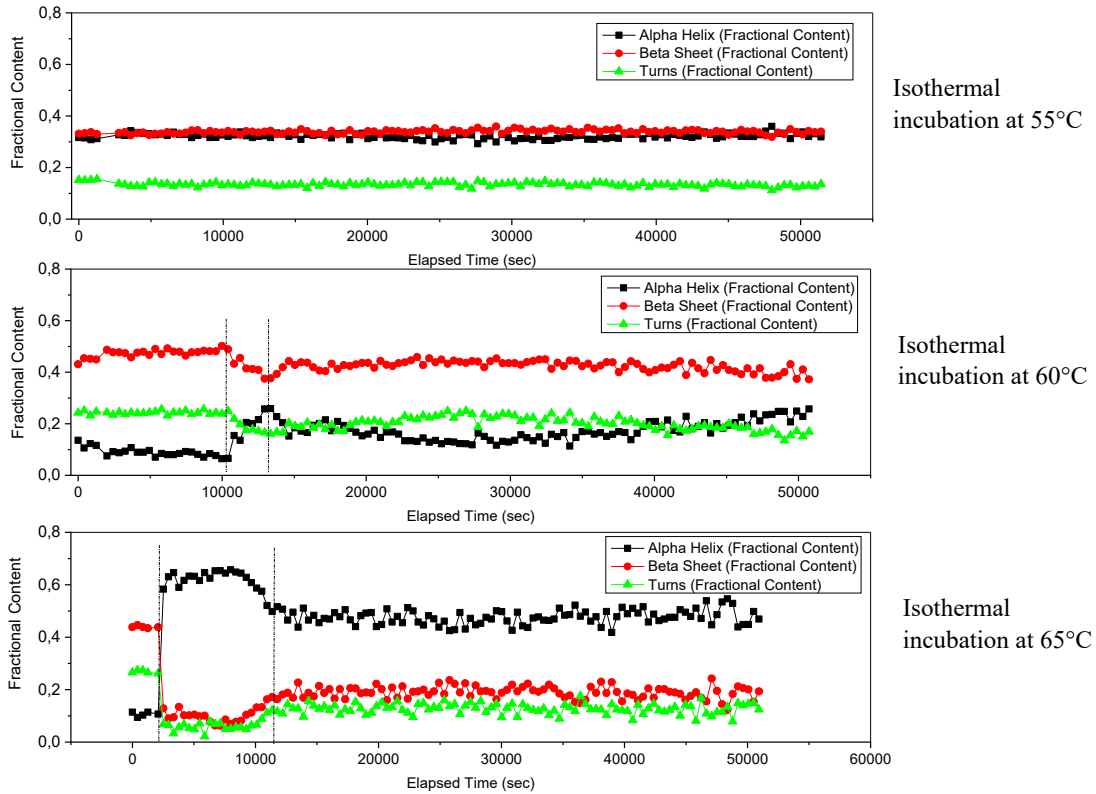 0,8
Alpha Helix (Fractional Content)
Beta Sheet (Fractional Content)
Turns (Fractional Content)
0,6
0,4
0,2
0,0
Fractional Content
0 10000 20000 30000 40000 50000
Elapsed Time (sec)
Isothermal
incubation at 55°C
0,8
Alpha Helix (Fractional Content)
Beta Sheet (Fractional Content)
Turns (Fractional Content)
0,6
0,4
0,2
0,0
Fractional Content
0 10000 20000 30000 40000 50000
Elapsed Time (sec)
Isothermal
incubation at 60°C
0,8
Alpha Helix (Fractional Content)
Beta Sheet (Fractional Content)
Turns (Fractional Content)
0,6
0,4
0,2
0,0
Fractional Content
0 10000 20000 30000 40000 50000 60000
Elapsed Time (sec)
Isothermal
incubation at 65°C